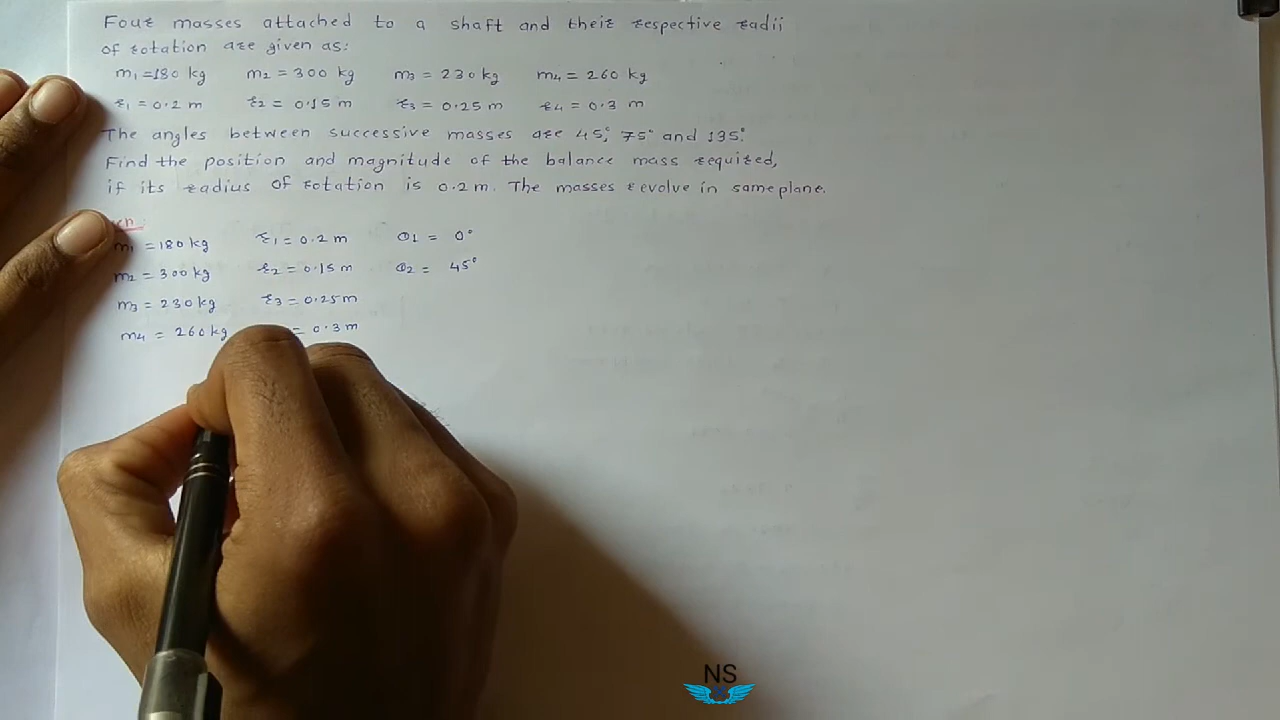 Four masses attached to a shaft and their respective radii
of rotation are given as:
m1 =180 kg m2 = 300 kg m3 = 230 kg m4 = 260 kg
r1 = 0.2 m r2 = 0.15 m r3 = 0.25 m r4 = 0.3 m
The angles between successive masses are 45°, 75° and 135°.
Find the position and magnitude of the balance mass required,
if its radius of rotation is 0.2 m. The masses revolve in same plane.
m1 = 180 kg r1 = 0.2 m θ1 = 0°
m2 = 300 kg r2 = 0.15 m θ2 = 45°
m3 = 230 kg r3 = 0.25 m
m4 = 260 kg = 0.3 m
NS